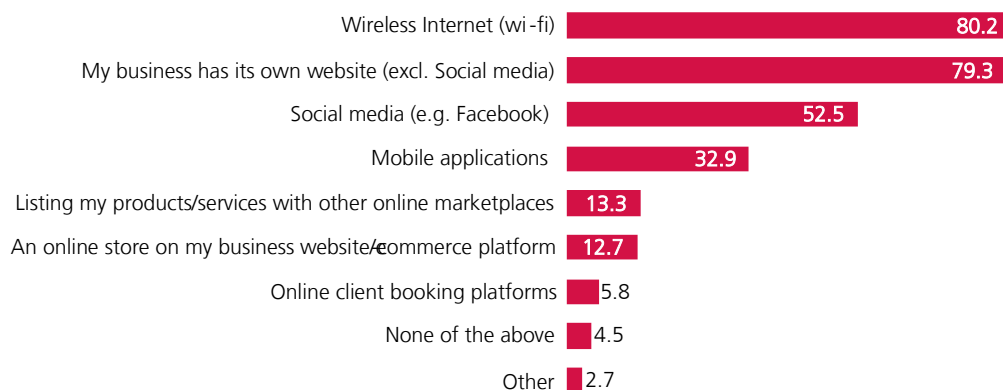 Wireless Internet (wi-fi) 80.2
My business has its own website (excl. Social media) 79.3
Social media (e.g. Facebook) 52.5
Mobile applications 32.9
Listing my products/services with other online marketplaces 13.3
An online store on my business website/ecommerce platform 12.7
Online client booking platforms 5.8
None of the above 4.5
Other 2.7